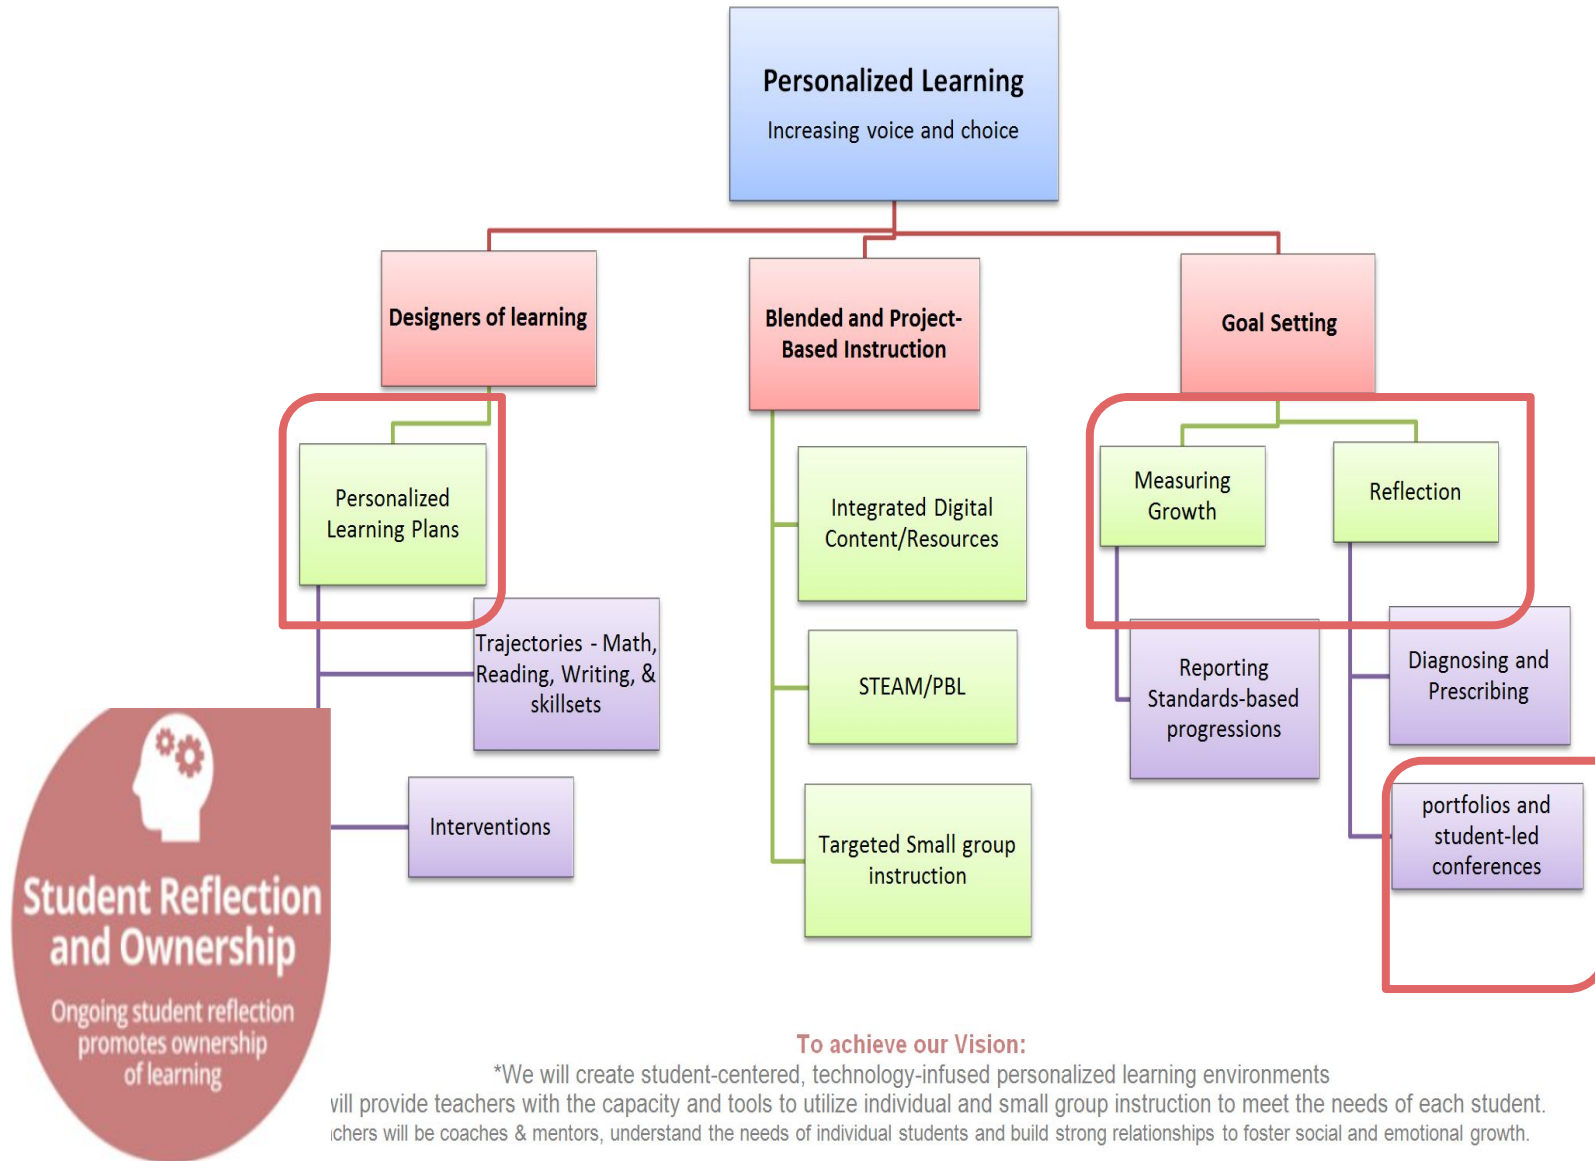 Personalized Learning
Increasing voice and choice
Designers of learning
Blended and Project-
Based Instruction
Goal Setting
Personalized
Learning Plans
Trajectories - Math,
Reading, Writing, &
skillsets
Interventions
Integrated Digital
Content/Resources
STEAM/PBL
Targeted Small group
instruction
Measuring
Growth
Reflection
Reporting
Standards-based
progressions
Diagnosing and
Prescribing
portfolios and
student-led
conferences
Student Reflection
and Ownership
Ongoing student reflection
promotes ownership
of learning
To achieve our Vision:
*We will create student-centered, technology-infused personalized learning environments
will provide teachers with the capacity and tools to utilize individual and small group instruction to meet the needs of each student.
chers will be coaches & mentors, understand the needs of individual students and build strong relationships to foster social and emotional growth.